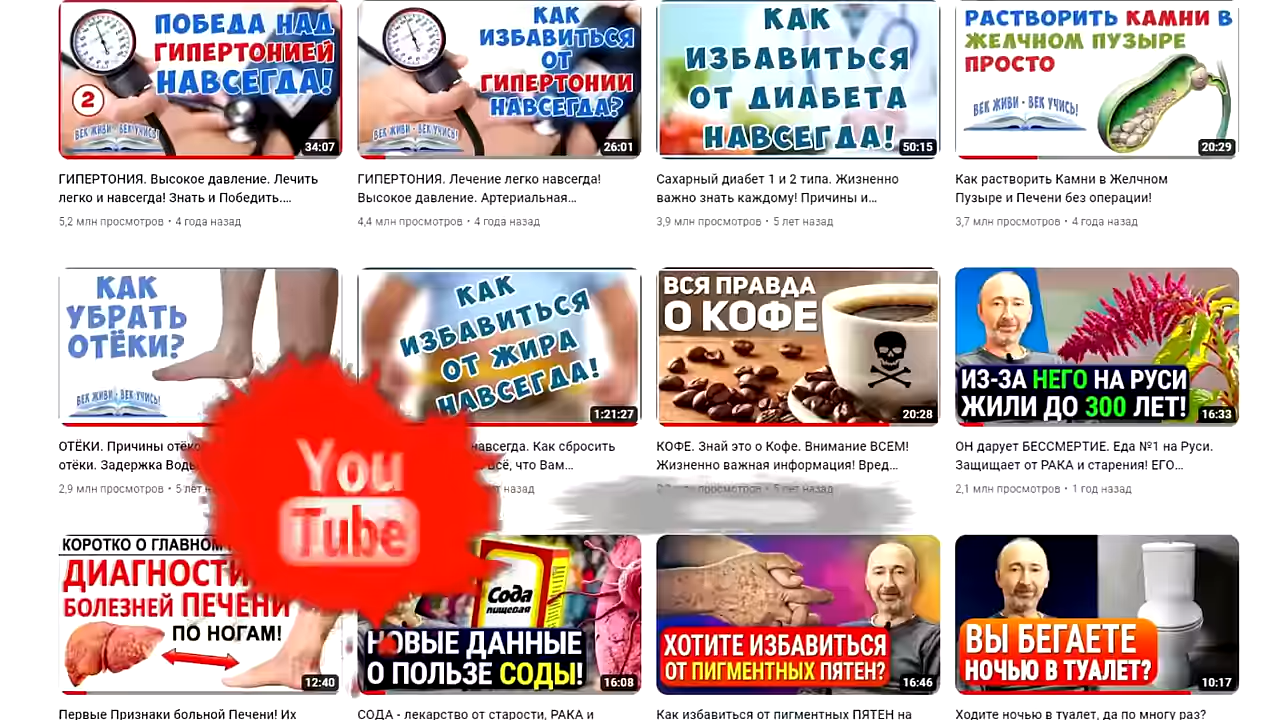 ПОБЕДА НАД
ГИПЕРТОНИЕЙ
НАВСЕГДА!
2
ВЕК ЖИВИ - ВЕК УЧИСЬ!
34:07
ГИПЕРТОНИЯ. Высокое давление. Лечить
легко и навсегда! Знать и Победить....
5,2 млн просмотров • 4 года назад
КАК
ИЗБАВИТЬСЯ
ОТ
ГИПЕРТОНИИ
НАВСЕГДА?
ВЕК ЖИВИ - ВЕК УЧИСЬ!
26:01
ГИПЕРТОНИЯ. Лечение легко навсегда!
Высокое давление. Артериальная...
4,4 млн просмотров • 4 года назад
КАК
ИЗБАВИТЬСЯ
ОТ ДИАБЕТА
НАВСЕГДА!
50:15
Сахарный диабет 1 и 2 типа. Жизненно
важно знать каждому! Причины и...
3,9 млн просмотров • 5 лет назад
РАСТВОРИТЬ КАМНИ В
ЖЕЛЧНОМ ПУЗЫРЕ
ПРОСТО
ВЕК ЖИВИ - ВЕК УЧИСЬ!
20:29
Как растворить Камни в Желчном
Пузыре и Печени без операции!
3,7 млн просмотров • 4 года назад
КАК
УБРАТЬ
ОТЁКИ?
ВЕК ЖИВИ - ВЕК УЧИСЬ!
ОТЁКИ. Причины
отёки. Задержка
2,9 млн просмотров • 5 лет
КАК
ИЗБАВИТЬСЯ
ОТ ЖИРА
НАВСЕГДА!
1:21:27
навсегда. Как сбросить
всё, что Вам...
назад
ВСЯ ПРАВДА
О КОФЕ
20:28
КОФЕ. Знай это о Кофе. Внимание ВСЕМ!
Жизненно важная информация! Вред...
млн просмотров • 5 лет назад
ИЗ-ЗА НЕГО НА РУСИ
ЖИЛИ ДО 300 ЛЕТ!
16:33
ОН дарует БЕССМЕРТИЕ. Еда №1 на Руси.
Защищает от РАКА и старения! ЕГО...
2,1 млн просмотров • 1 год назад
You
Tube
КОРОТКО О ГЛАВНОМ
БОЛЕЗНЕЙ ПЕЧЕНИ
ПО НОГАМ!
12:40
Первые Признаки больной Печени! Их
Сода
пищевая
НОВЫЕ ДАННЫЕ
О ПОЛЬЗЕ СОДЫ!
16:08
СОДА - лекарство от старости, РАКА и
ХОТИТЕ ИЗБАВИТЬСЯ
ОТ ПИГМЕНТНЫХ ПЯТЕН?
16:46
Как избавиться от пигментных ПЯТЕН на
ВЫ БЕГАЕТЕ
НОЧЬЮ В ТУАЛЕТ?
10:17
Ходите ночью в туалет, да по многу раз?